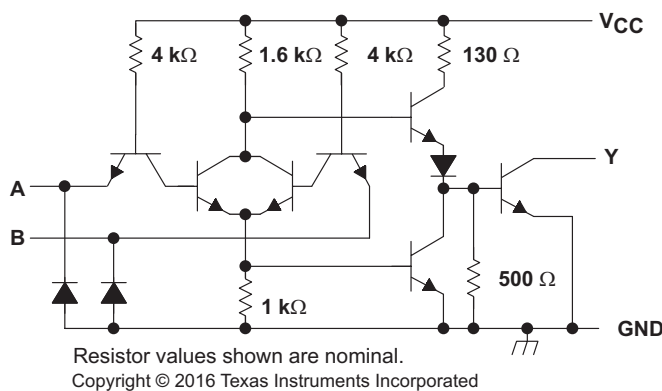 VCC
4 kΩ 1.6 kΩ 4 kΩ 130 Ω
Y
A
B
500 Ω
1 kΩ
GND
Resistor values shown are nominal.
Copyright © 2016 Texas Instruments Incorporated